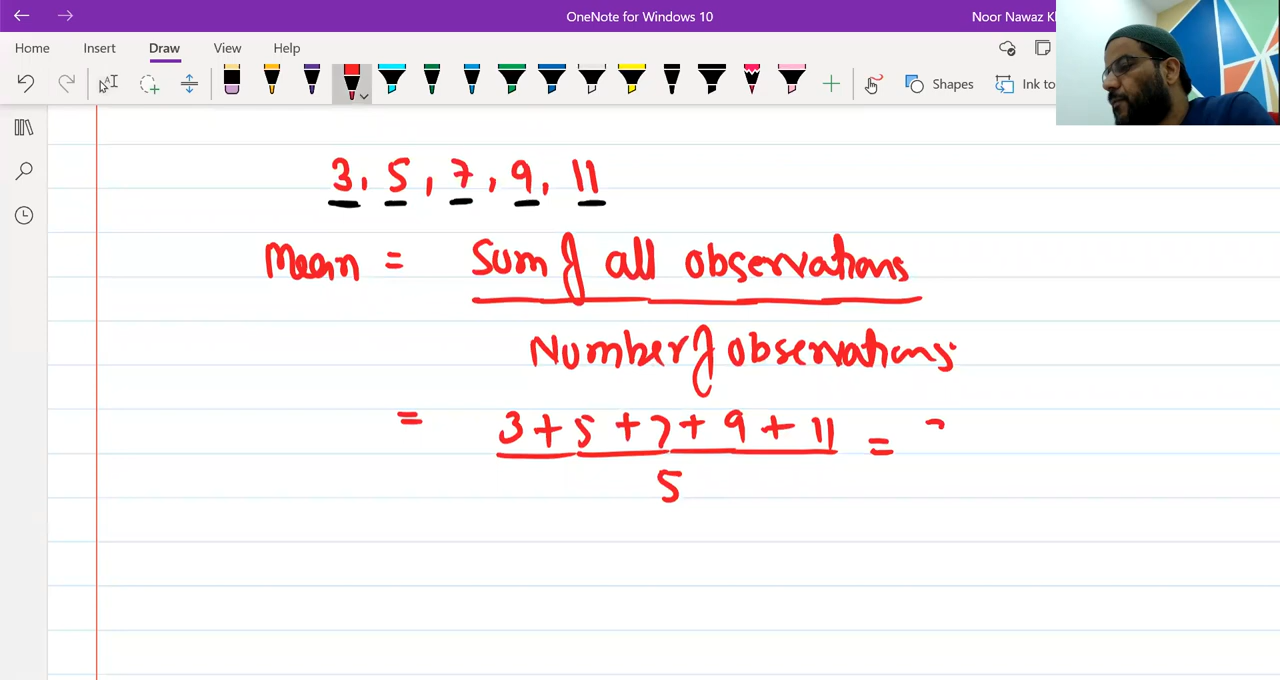 OneNote for Windows 10
Noor Nawaz
Home Insert Draw View Help
Shapes
Ink to
3, 5, 7, 9, 11
Mean = Sum of all observations
Number of observations
= 3 + 5 + 7 + 9 + 11 =
5